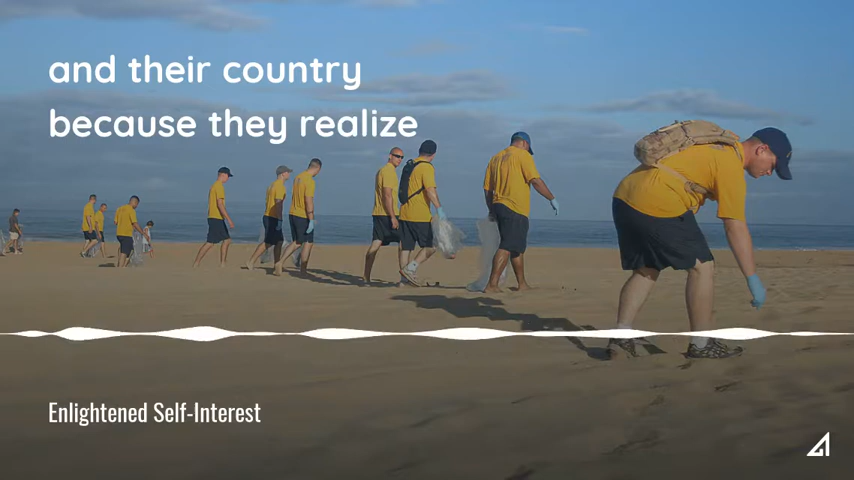 and their country
because they realize
Enlightened Self-Interest